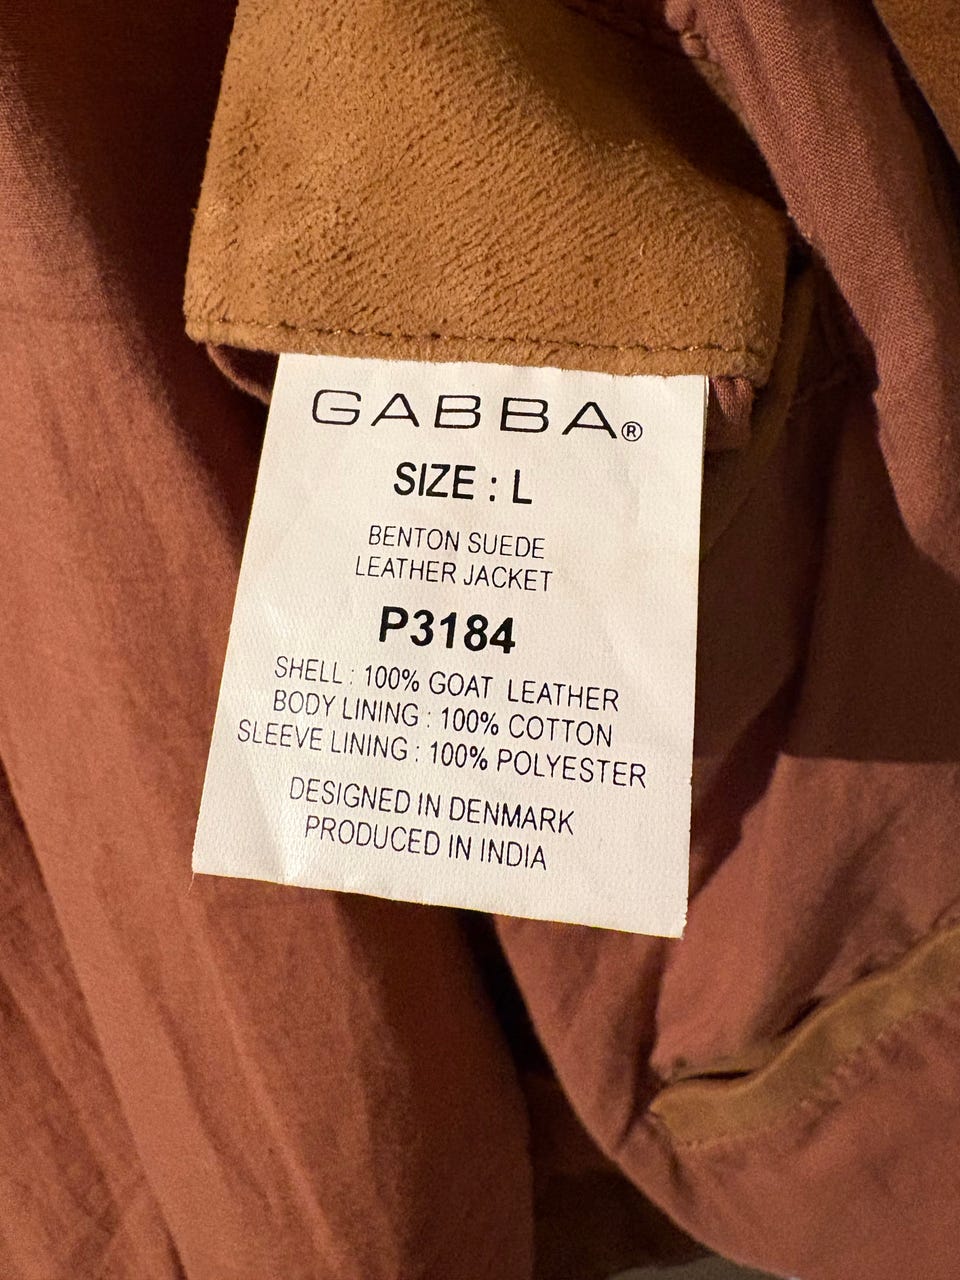 GABBA®
SIZE : L
BENTON SUEDE
LEATHER JACKET
P3184
SHELL : 100% GOAT LEATHER
BODY LINING : 100% COTTON
SLEEVE LINING : 100% POLYESTER
DESIGNED IN DENMARK
PRODUCED IN INDIA